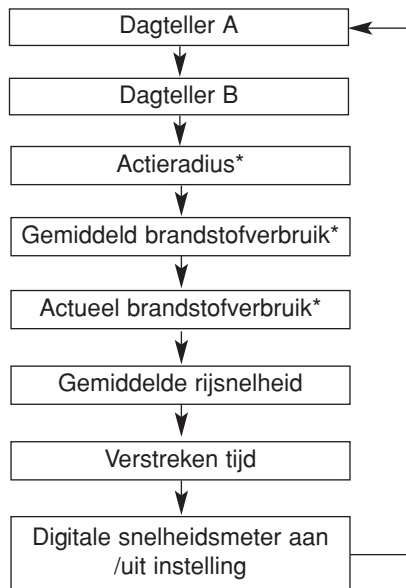 Dagteller A
Dagteller B
Actieradius*
Gemiddeld brandstofverbruik*
Actueel brandstofverbruik*
Gemiddelde rijsnelheid
Verstreken tijd
Digitale snelheidsmeter aan
/uit instelling